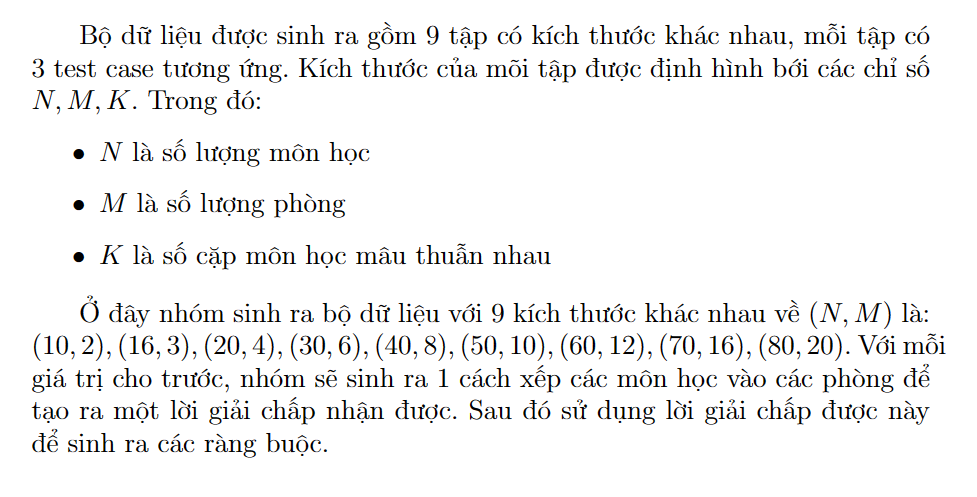 Bộ dữ liệu được sinh ra gồm 9 tập có kích thước khác nhau, mỗi tập có
3 test case tương ứng. Kích thước của mõi tập được định hình bới các chỉ số
N, M, K. Trong đó:
• N là số lượng môn học
• M là số lượng phòng
• K là số cặp môn học mâu thuẫn nhau
Ở đây nhóm sinh ra bộ dữ liệu với 9 kích thước khác nhau về (N, M) là:
(10, 2), (16, 3), (20, 4), (30, 6), (40, 8), (50, 10), (60, 12), (70, 16), (80, 20). Với mỗi
giá trị cho trước, nhóm sẽ sinh ra 1 cách xếp các môn học vào các phòng để
tạo ra một lời giải chấp nhận được. Sau đó sử dụng lời giải chấp được này
để sinh ra các ràng buộc.